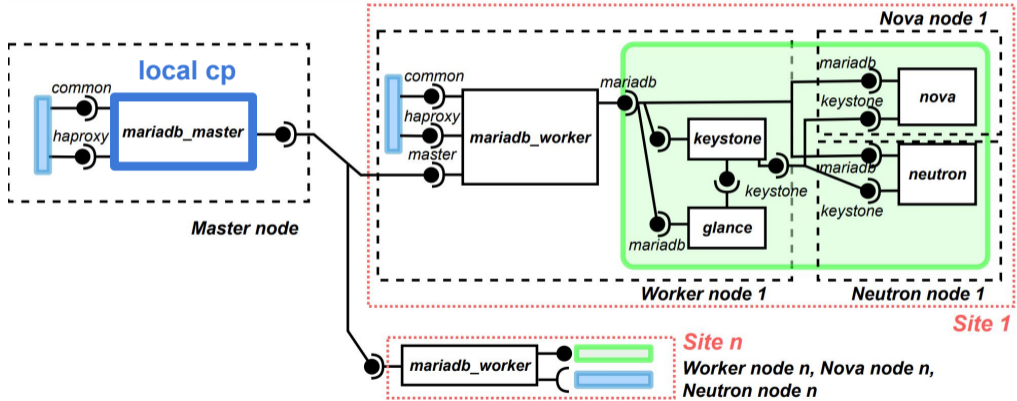 Nova node 1
local cp
common
haproxy
mariadb_master
Master node
common
haproxy
master
mariadb_worker
mariadb
keystone
glance
mariadb
keystone
mariadb
keystone
nova
mariadb
keystone
neutron
Worker node 1
Neutron node 1
Site 1
mariadb_worker
Site n
Worker node n, Nova node n,
Neutron node n